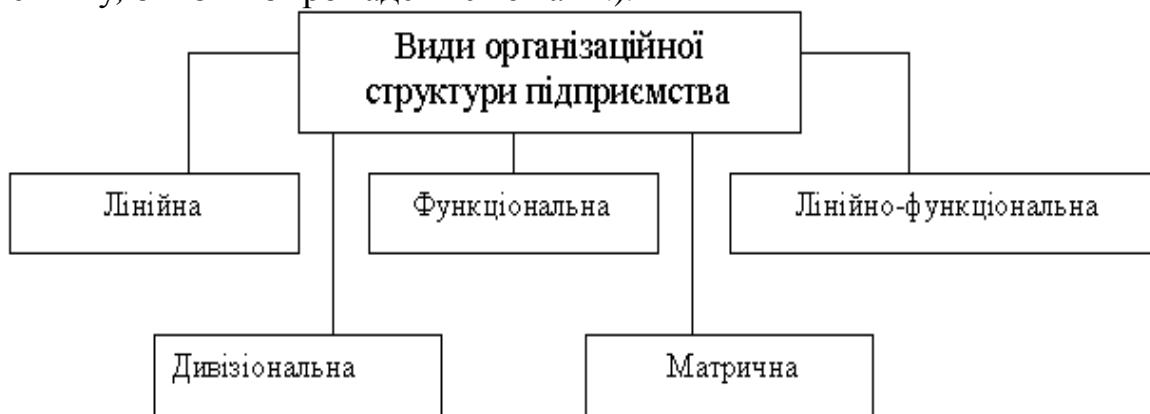 Види організаційної
структури підприємства
Лінійна
Функціональна
Лінійно-функціональна
Дивізіональна
Матрична